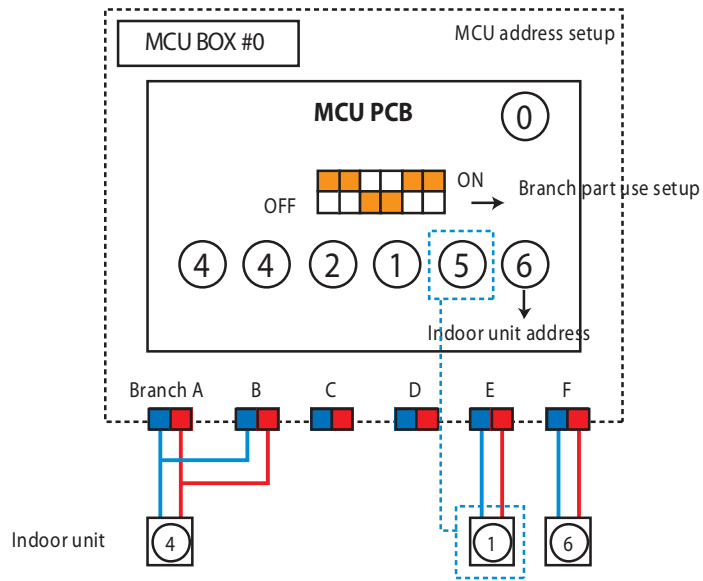 MCU BOX #0
MCU address setup
MCU PCB
0
ON
Branch part use setup
OFF
4 4 2 1 5 6
Indoor unit address
Branch A B C D E F
Indoor unit
4 1 6